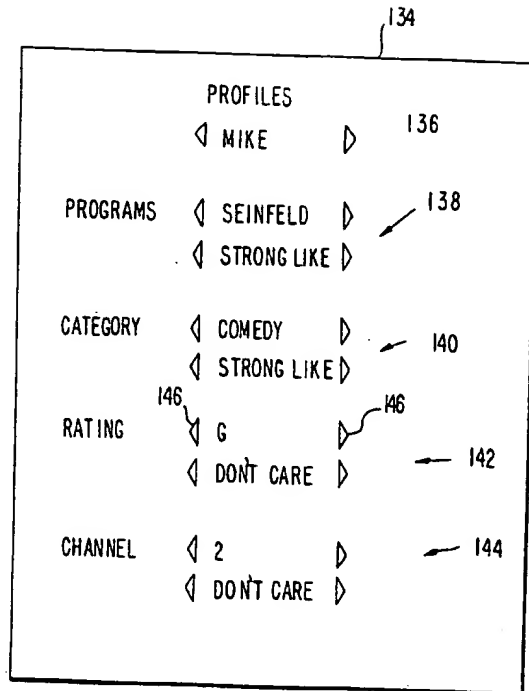 134
PROFILES
MIKE 136
PROGRAMS SEINFELD 138
STRONG LIKE
CATEGORY COMEDY
STRONG LIKE 140
146 146
RATING G
DON'T CARE 142
CHANNEL 2 144
DON'T CARE